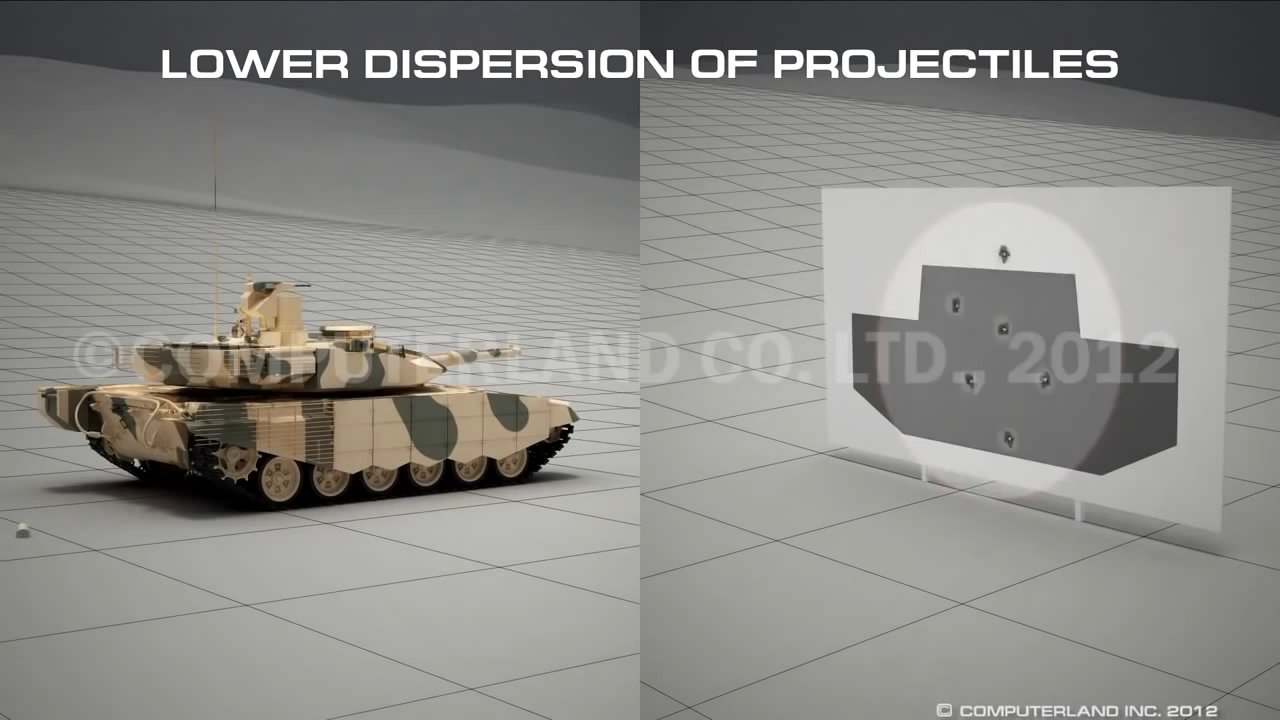 LOWER DISPERSION OF PROJECTILES
©COMPUTERLAND CO. LTD., 2012
© COMPUTERLAND INC. 2012